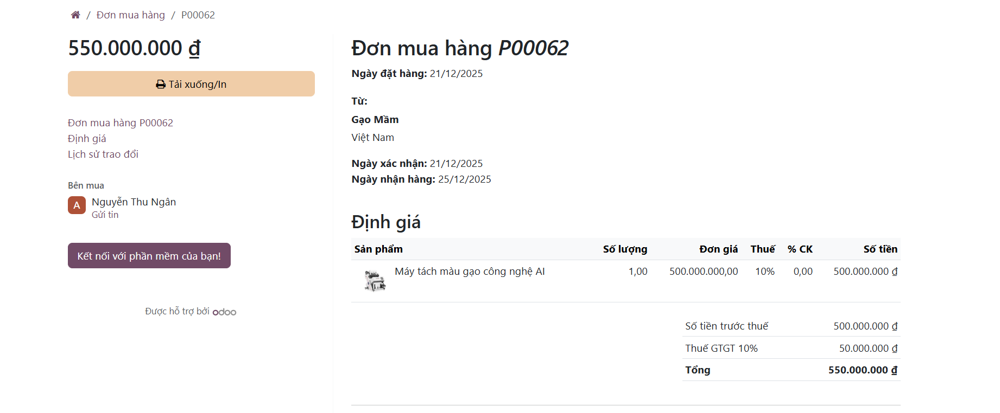 / Đơn mua hàng / P00062
550.000.000 ₫
Tải xuống/In
Đơn mua hàng P00062
Định giá
Lịch sử trao đổi
Bên mua
A
Nguyễn Thu Ngân
Gửi tin
Kết nối với phần mềm của bạn!
Được hỗ trợ bởi odoo
Đơn mua hàng P00062
Ngày đặt hàng: 21/12/2025
Từ:
Gạo Mầm
Việt Nam
Ngày xác nhận: 21/12/2025
Ngày nhận hàng: 25/12/2025
Định giá
Sản phẩm Số lượng Đơn giá Thuế % CK Số tiền
Máy tách màu gạo công nghệ AI 1,00 500.000.000,00 10% 0,00 500.000.000 ₫
Số tiền trước thuế 500.000.000 ₫
Thuế GTGT 10% 50.000.000 ₫
Tổng 550.000.000 ₫